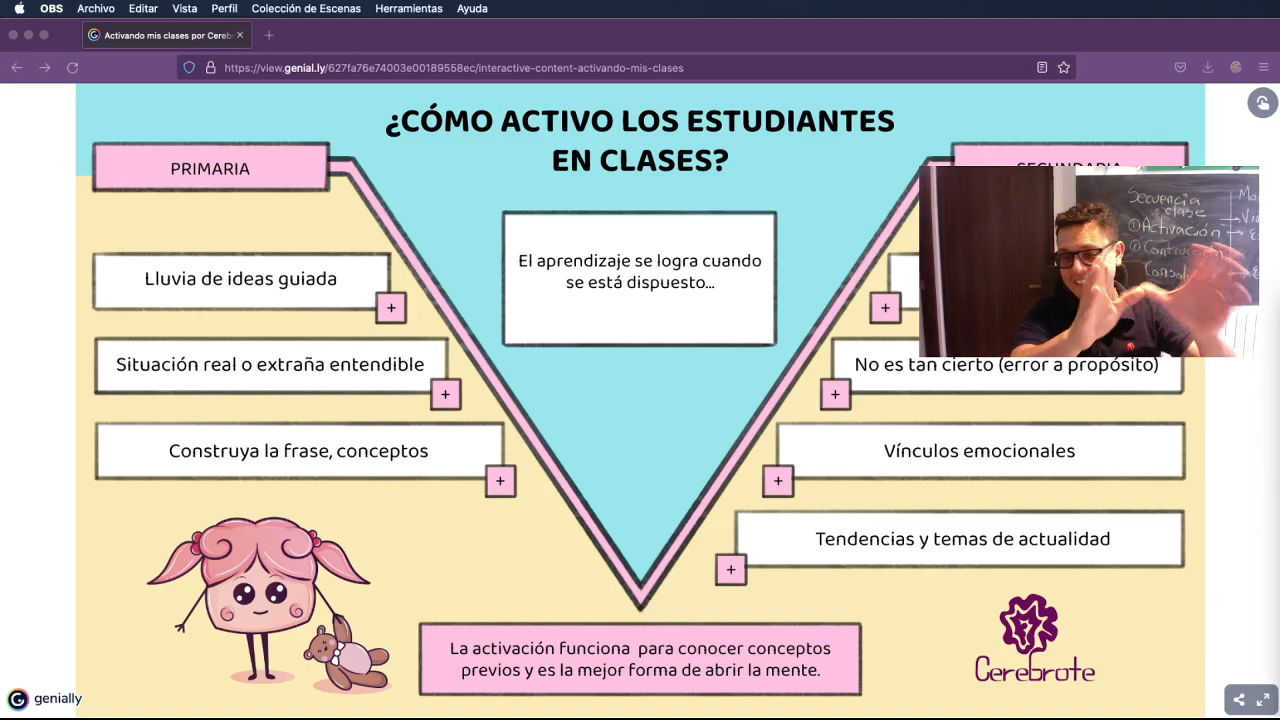 OBS Archivo Editar Vista Perfil Colección de Escenas Herramientas Ayuda
Activando mis clases por Cereb
https://view.genial.ly/627fa76e74003e00189558ec/interactive-content-activando-mis-clases
¿CÓMO ACTIVO LOS ESTUDIANTES
EN CLASES?
PRIMARIA
Lluvia de ideas guiada
+
Situación real o extraña entendible
+
Construya la frase, conceptos
+
El aprendizaje se logra cuando
se está dispuesto...
Secuencia
clase
① Activación
+
No es tan cierto (error a propósito)
+
Vínculos emocionales
+
Tendencias y temas de actualidad
+
La activación funciona para conocer conceptos
previos y es la mejor forma de abrir la mente.
Cerebrote
genially